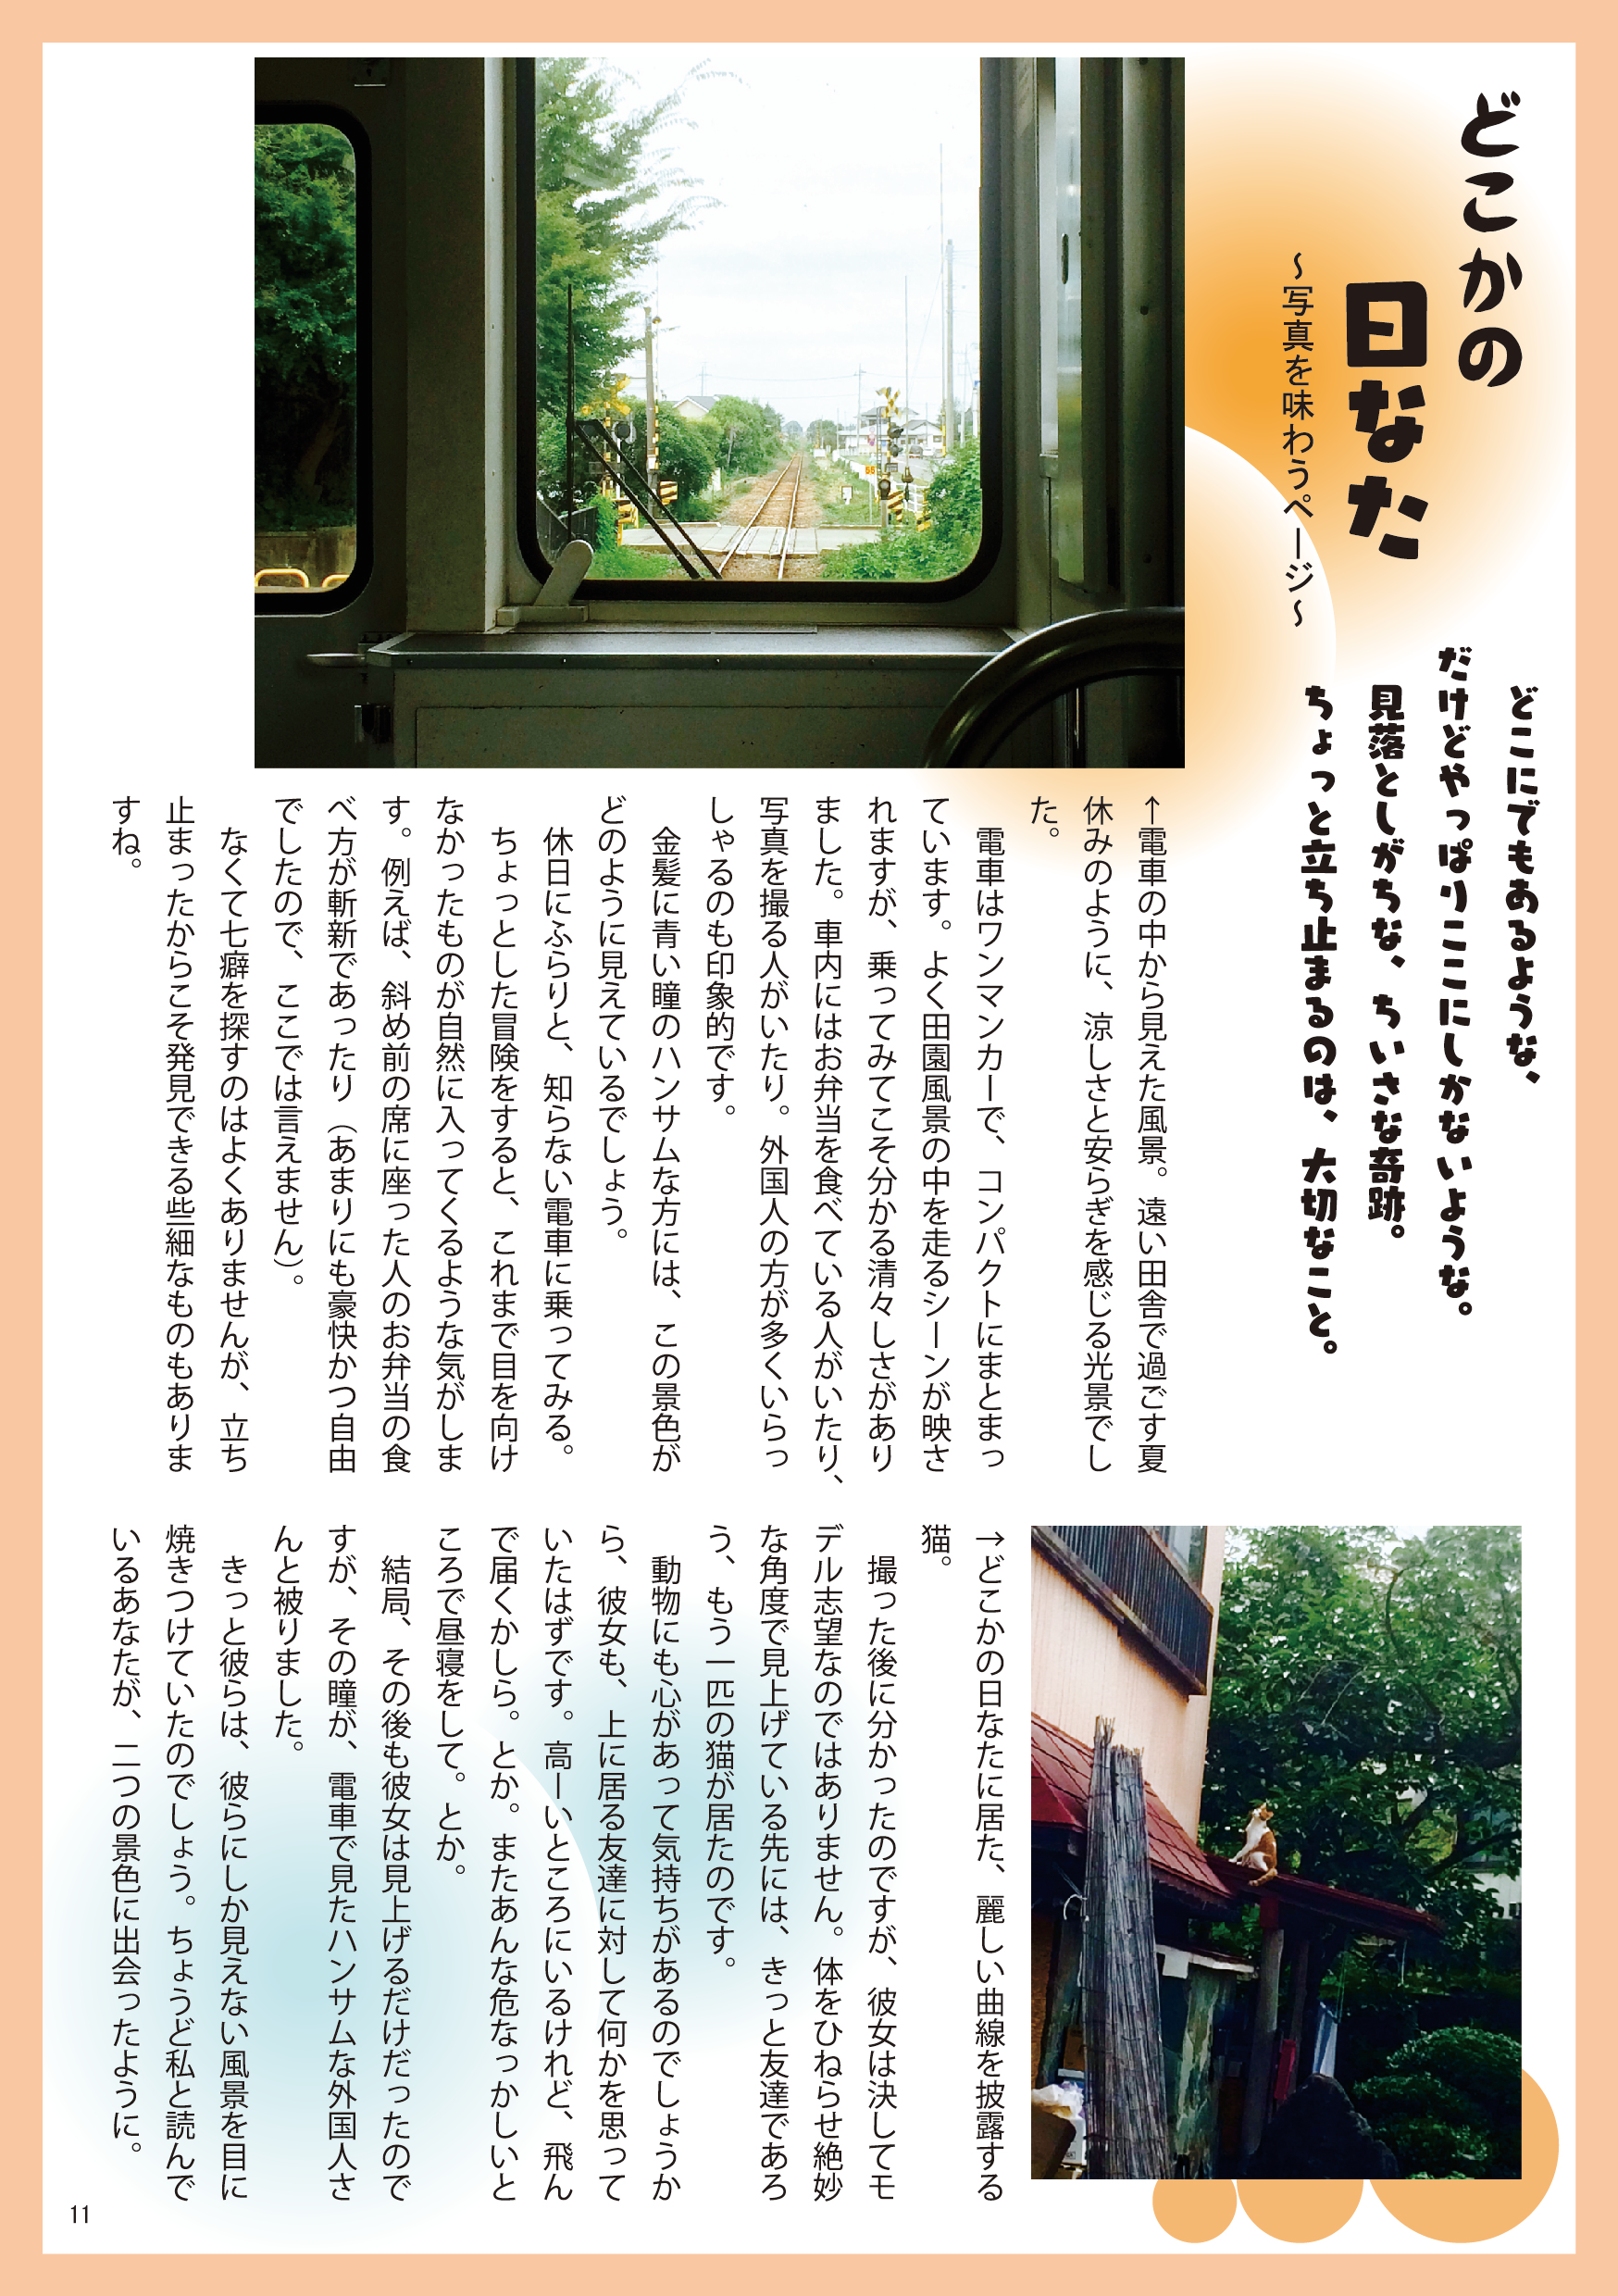 どこかの
日なた
～写真を味わうページ～
どこにでもあるような、
だけどやっぱりここにしかないような。
見落としがちな、ちいさな奇跡。
ちょっと立ち止まるのは、大切なこと。
↑電車の中から見えた風景。遠い田舎で過ごす夏
休みのように、涼しさと安らぎを感じる光景でし
た。
電車はワンマンカーで、コンパクトにまとまっ
ています。よく田園風景の中を走るシーンが映さ
れますが、乗ってみてこそ分かる清々しさがあり
ました。車内にはお弁当を食べている人がいたり、
写真を撮る人がいたり。外国人の方が多くいらっ
しゃるのも印象的です。
金髪に青い瞳のハンサムな方には、この景色が
どのように見えているでしょう。
休日にふらりと、知らない電車に乗ってみる。
ちょっとした冒険をすると、これまで目を向け
なかったものが自然に入ってくるような気がしま
す。例えば、斜め前の席に座った人のお弁当の食
べ方が斬新であったり（あまりにも豪快かつ自由
でしたので、ここでは言えません）。
なくて七癖を探すのはよくありませんが、立ち
止まったからこそ発見できる些細なものもありま
すね。
→どこかの日なたに居た、麗しい曲線を披露する
猫。
撮った後に分かったのですが、彼女は決してモ
デル志望なのではありません。体をひねらせ絶妙
な角度で見上げている先には、きっと友達であろ
う、もう一匹の猫が居たのです。
動物にも心があって気持ちがあるのでしょうか
ら、彼女も、上に居る友達に対して何かを思って
いたはずです。高ーいところにいるけれど、飛ん
で届くかしら。とか。またあんな危なっかしいと
ころで昼寝をして。とか。
結局、その後も彼女は見上げるだけだったので
すが、その瞳が、電車で見たハンサムな外国人さ
んと被りました。
きっと彼らは、彼らにしか見えない風景を目に
焼きつけていたのでしょう。ちょうど私と読んで
いるあなたが、二つの景色に出会ったように。
11